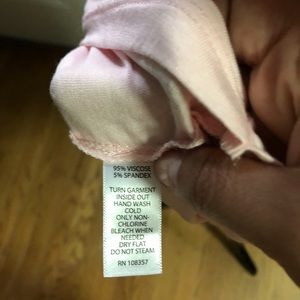 95% VISCOSE
5% SPANDEX
TURN GARMENT
INSIDE OUT
HAND WASH
COLD
ONLY NON-
CHLORINE
BLEACH WHEN
NEEDED.
DRY FLAT
DO NOT STEAM.
RN 108357